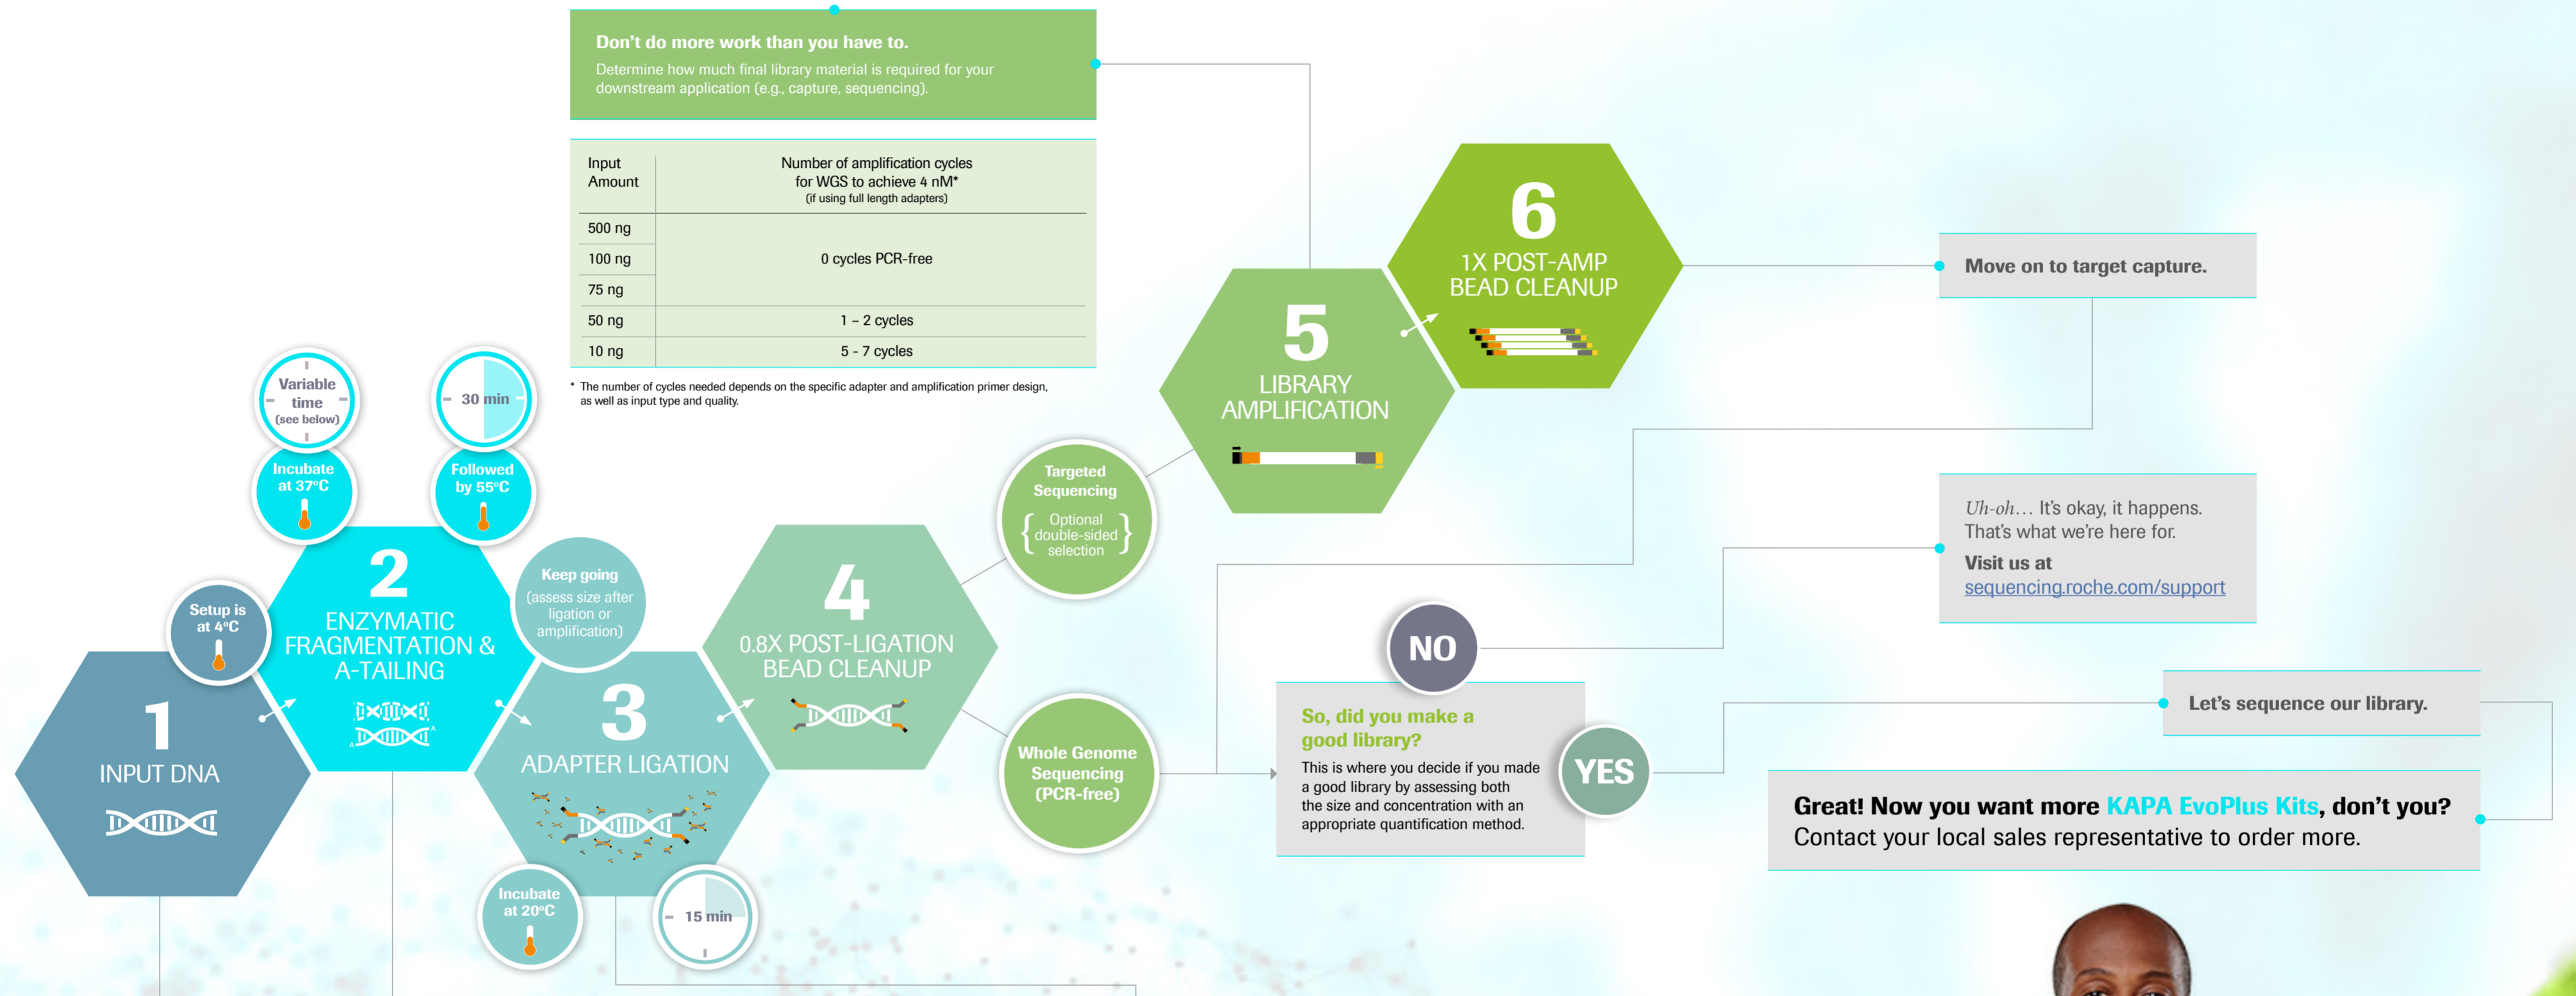 Don't do more work than you have to.
Determine how much final library material is required for your
downstream application (e.g., capture, sequencing).
Input
Amount
Number of amplification cycles
for WGS to achieve 4 nM*
(if using full length adapters)
500 ng
100 ng
0 cycles PCR-free
75 ng
50 ng
1 – 2 cycles
10 ng
5 - 7 cycles
* The number of cycles needed depends on the specific adapter and amplification primer design,
as well as input type and quality.
1
INPUT DNA
Setup is
at 4ºC
Variable
time
(see below)
Incubate
at 37ºC
30 min
Followed
by 55ºC
2
ENZYMATIC
FRAGMENTATION &
A-TAILING
A
A
Keep going
(assess size after
ligation or
amplification)
3
ADAPTER LIGATION
Incubate
at 20ºC
15 min
4
0.8X POST-LIGATION
BEAD CLEANUP
Targeted
Sequencing
{ Optional
double-sided
selection }
Whole Genome
Sequencing
(PCR-free)
5
LIBRARY
AMPLIFICATION
6
1X POST-AMP
BEAD CLEANUP
Move on to target capture.
Uh-oh… It's okay, it happens.
That's what we're here for.
Visit us at
sequencing.roche.com/support
NO
So, did you make a
good library?
This is where you decide if you made
a good library by assessing both
the size and concentration with an
appropriate quantification method.
YES
Let's sequence our library.
Great! Now you want more KAPA EvoPlus Kits, don't you?
Contact your local sales representative to order more.